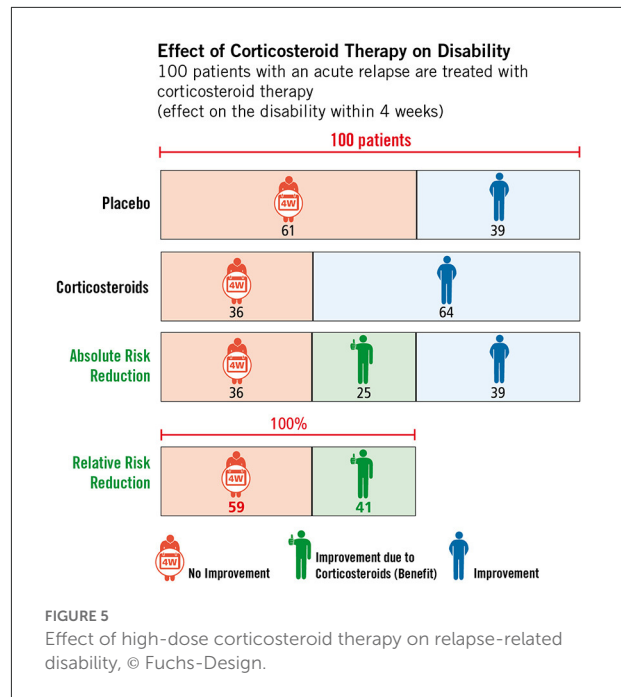 Effect of Corticosteroid Therapy on Disability
100 patients with an acute relapse are treated with
corticosteroid therapy
(effect on the disability within 4 weeks)
100 patients
Placebo
4W
61
39
Corticosteroids
4W
36
64
Absolute Risk
Reduction
4W
36
25
39
100%
Relative Risk
Reduction
4W
59
41
4W
No Improvement
Improvement due to
Corticosteroids (Benefit)
Improvement
FIGURE 5
Effect of high-dose corticosteroid therapy on relapse-related
disability, © Fuchs-Design.